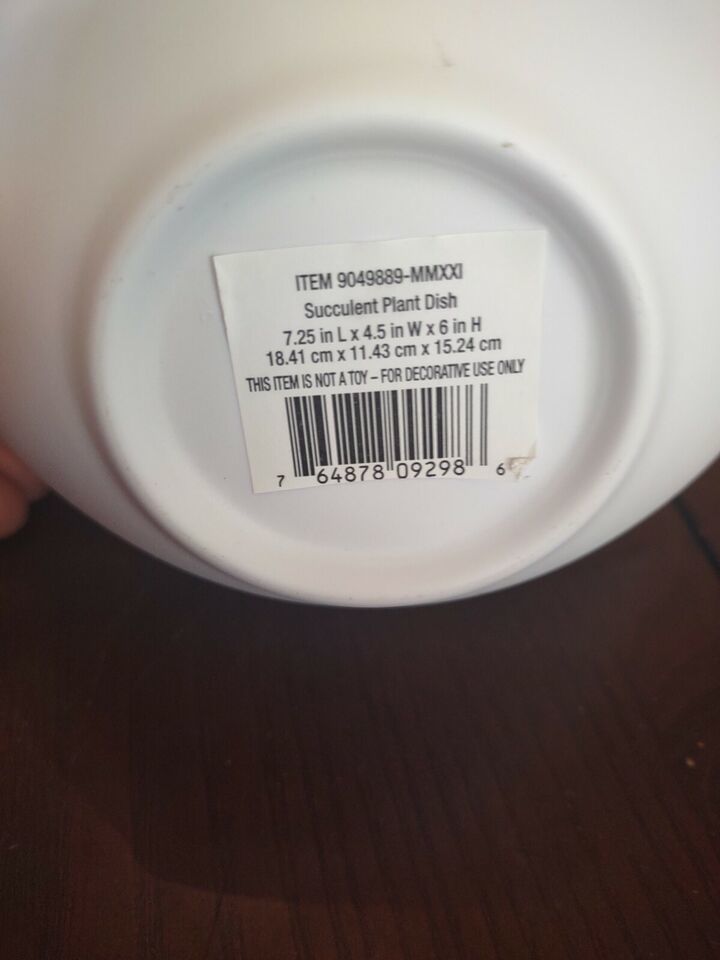 ITEM 9049889-MMXXI
Succulent Plant Dish
7.25 in L x 4.5 in W x 6 in H
18.41 cm x 11.43 cm x 15.24 cm
THIS ITEM IS NOT A TOY – FOR DECORATIVE USE ONLY
7 64878 09298 6